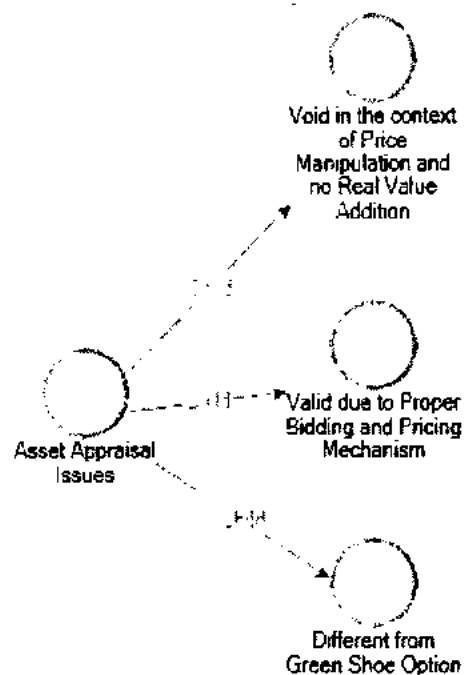 Void in the context
of Price
Manipulation and
no Real Value
Addition
Asset Appraisal
Issues
Valid due to Proper
Bidding and Pricing
Mechanism
Different from
Green Shoe Option